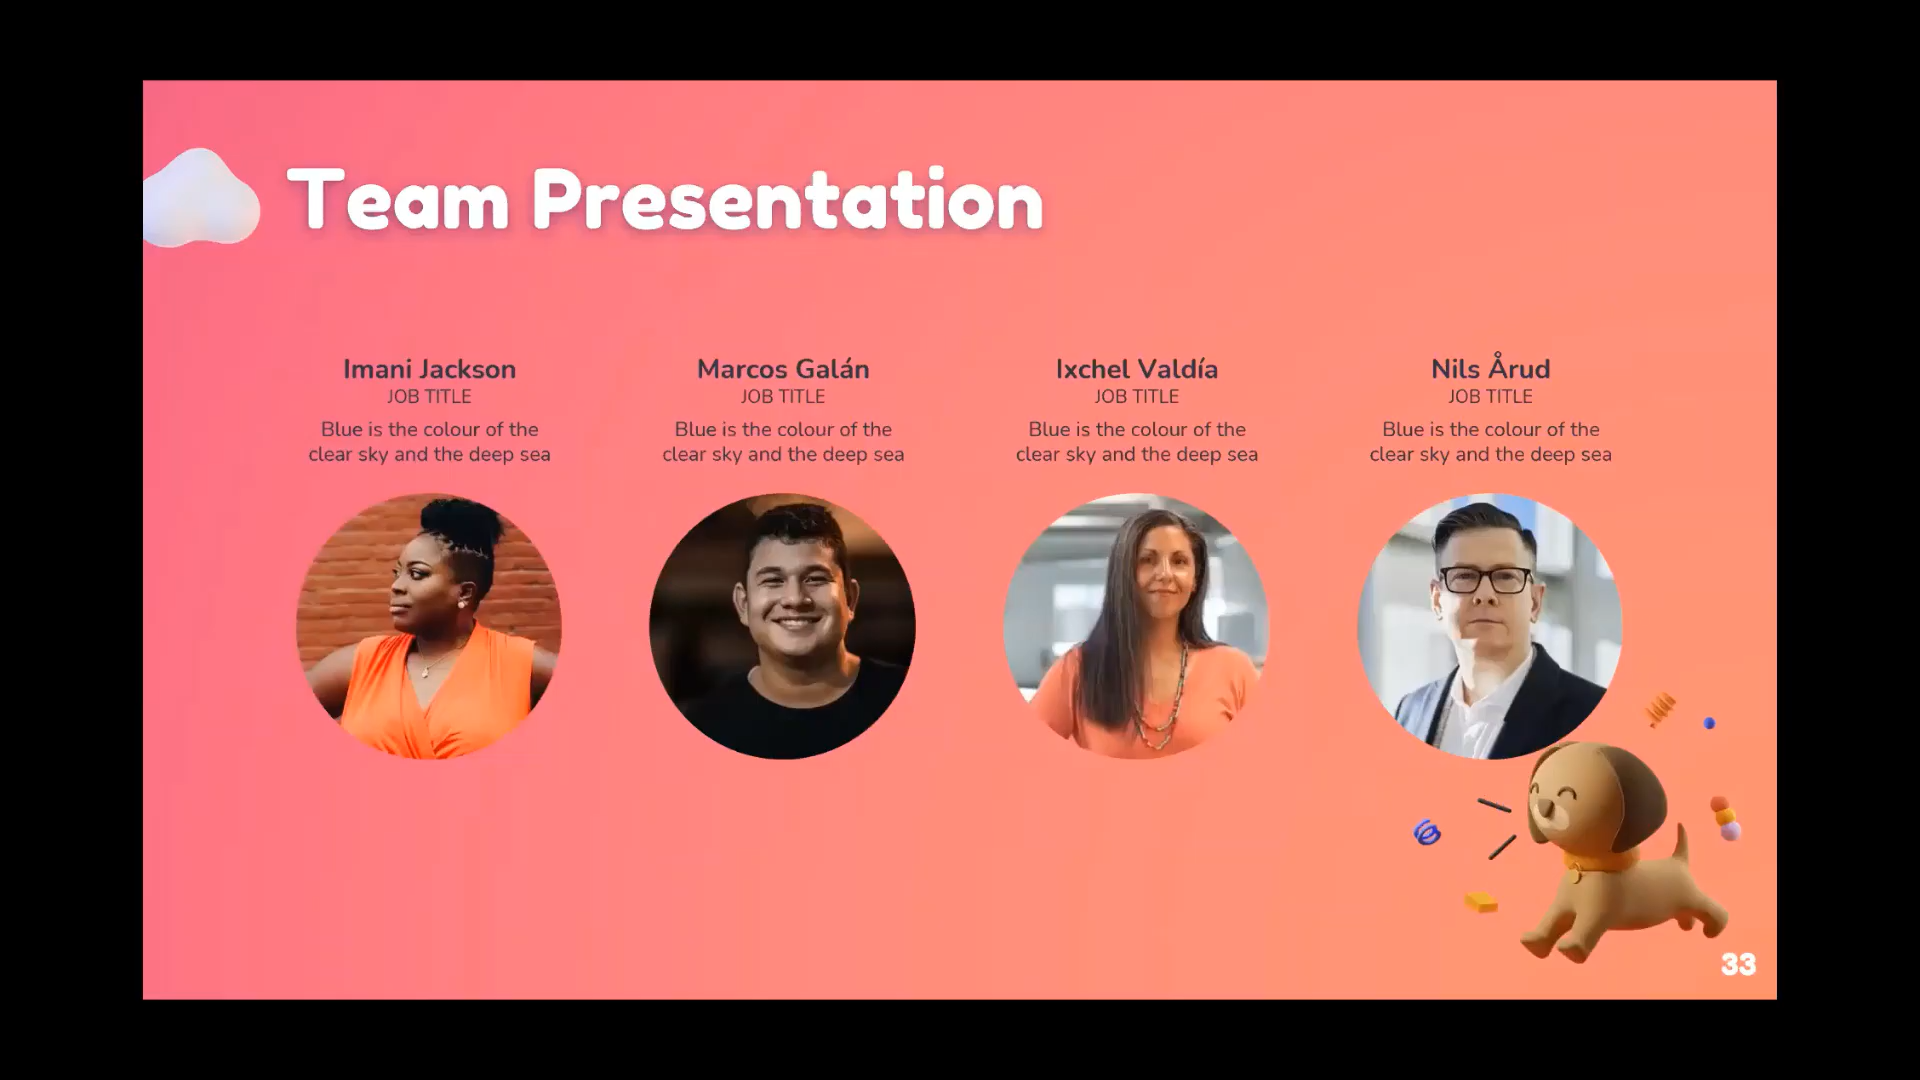 Team Presentation
Imani Jackson
JOB TITLE
Blue is the colour of the
clear sky and the deep sea
Marcos Galán
JOB TITLE
Blue is the colour of the
clear sky and the deep sea
Ixchel Valdía
JOB TITLE
Blue is the colour of the
clear sky and the deep sea
Nils Årud
JOB TITLE
Blue is the colour of the
clear sky and the deep sea
33